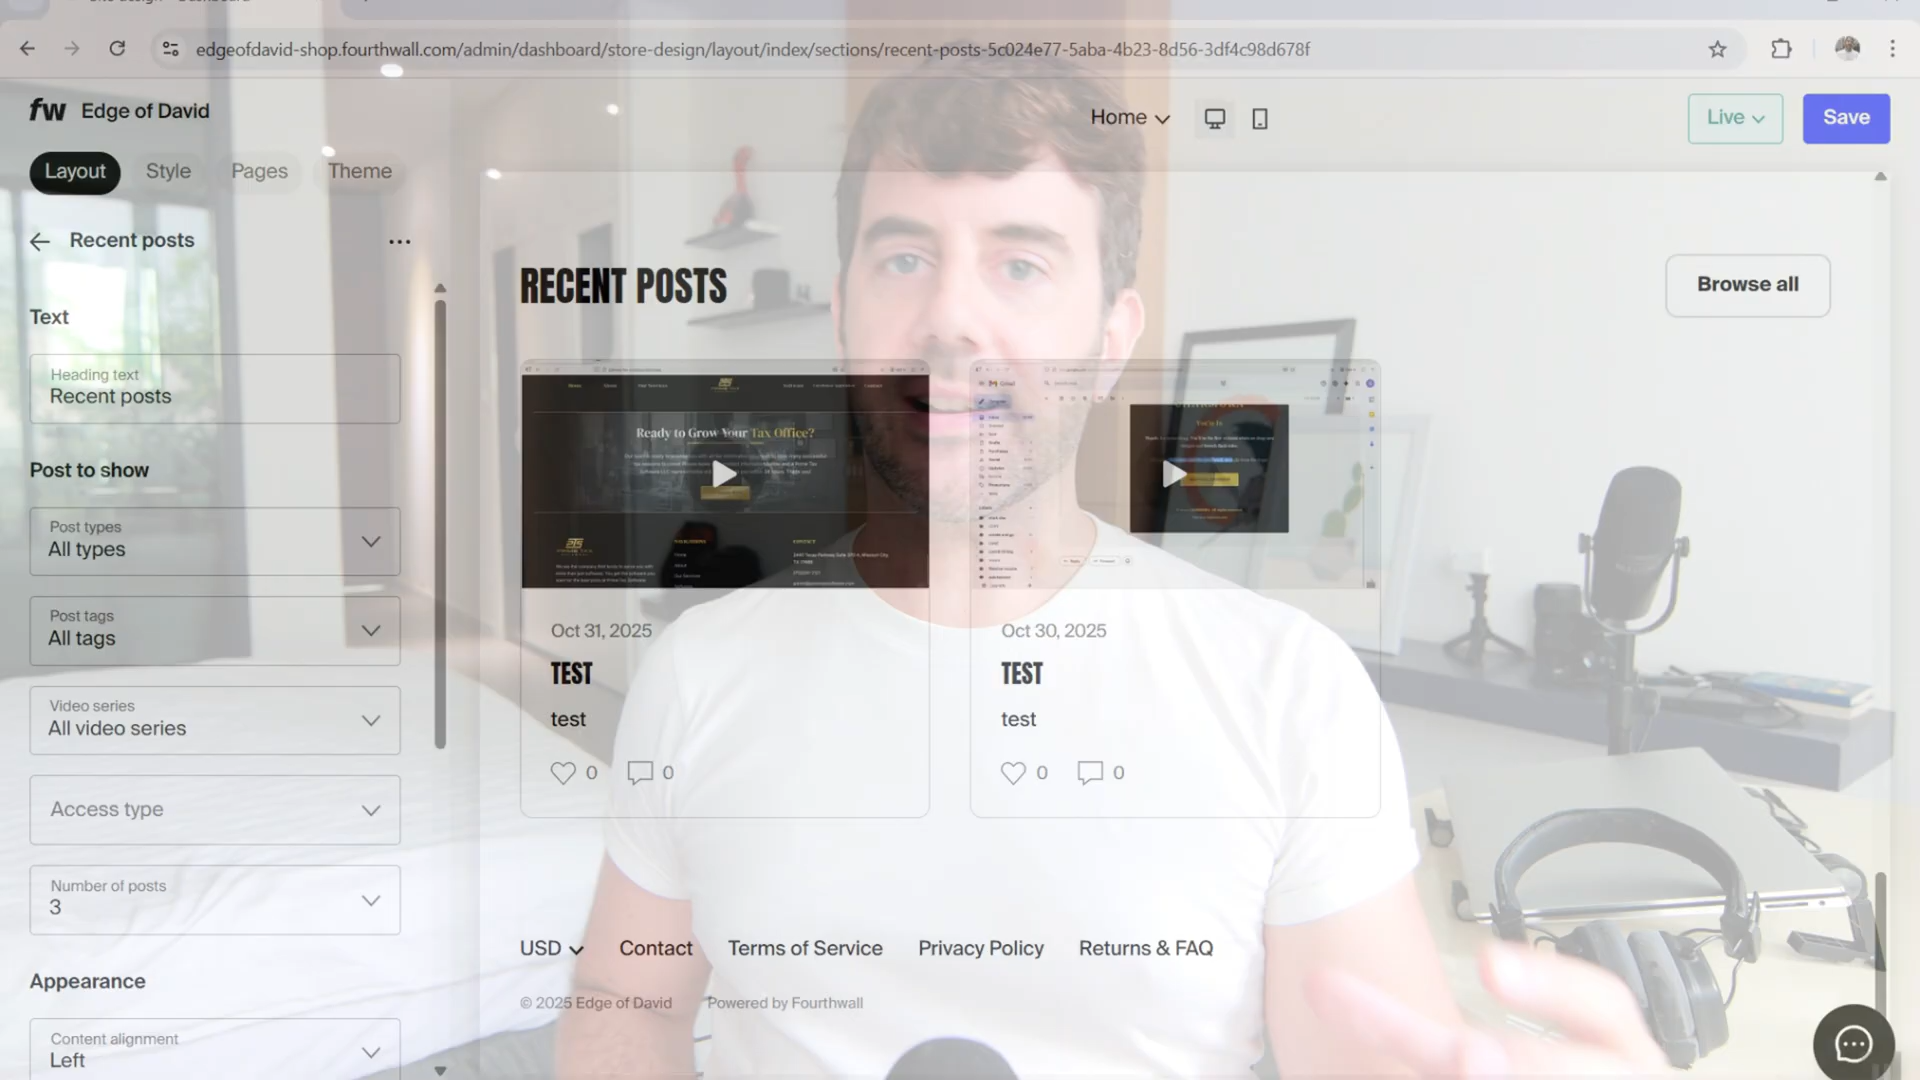 edgeofdavid-shop.fourthwall.com/admin/dashboard/store-design/layout/index/sections/recent-posts-5c024e77-5aba-4b23-8d56-3df4c98d678f
fw Edge of David
Home
Live
Save
Layout
Style
Pages
Theme
Recent posts
Text
Heading text
Recent posts
Post to show
Post types
All types
Post tags
All tags
Video series
All video series
Access type
Number of posts
3
Appearance
Content alignment
Left
RECENT POSTS
Browse all
Ready to Grow Your Tax Office?
Oct 31, 2025
TEST
test
0 0
You're In
Oct 30, 2025
TEST
test
0 0
USD
Contact
Terms of Service
Privacy Policy
Returns & FAQ
© 2025 Edge of David
Powered by Fourthwall